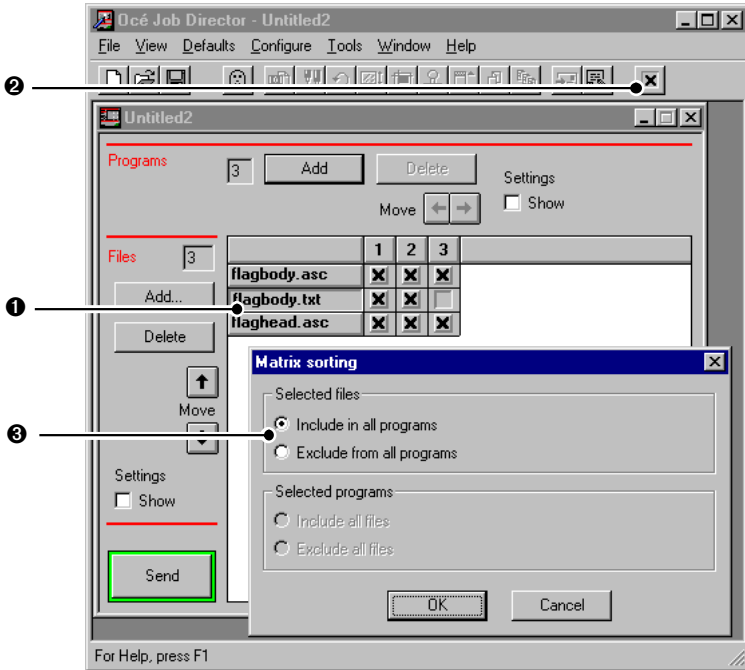 Océ Job Director - Untitled2
File View Defaults Configure Tools Window Help
❷
Untitled2
Programs 3 Add Delete Settings
Move Show
Files 3 1 2 3
flagbody.asc
Add...
❶ flagbody.txt
flaghead.asc
Delete
Matrix sorting
Selected files
Move
Include in all programs
❸
Exclude from all programs
Settings
Show
Selected programs
Include all files
Exclude all files
Send
OK Cancel
For Help, press F1